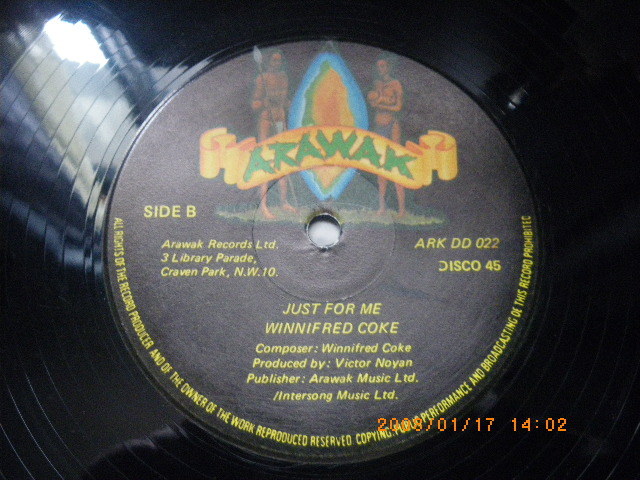 ARAWAK
SIDE B
ARK DD 022
DISCO 45
Arawak Records Ltd.
3 Library Parade,
Craven Park, N.W.10.
JUST FOR ME
WINNIFRED COKE
Composer: Winnifred Coke
Produced by: Victor Noyan
Publisher: Arawak Music Ltd.
/Intersong Music Ltd.
ALL RIGHTS OF THE RECORD PRODUCER AND OF THE OWNER OF THE WORK REPRODUCED RESERVED. COPYING, PUBLIC PERFORMANCE AND BROADCASTING OF THIS RECORD PROHIBITED
2009/01/17 14:02